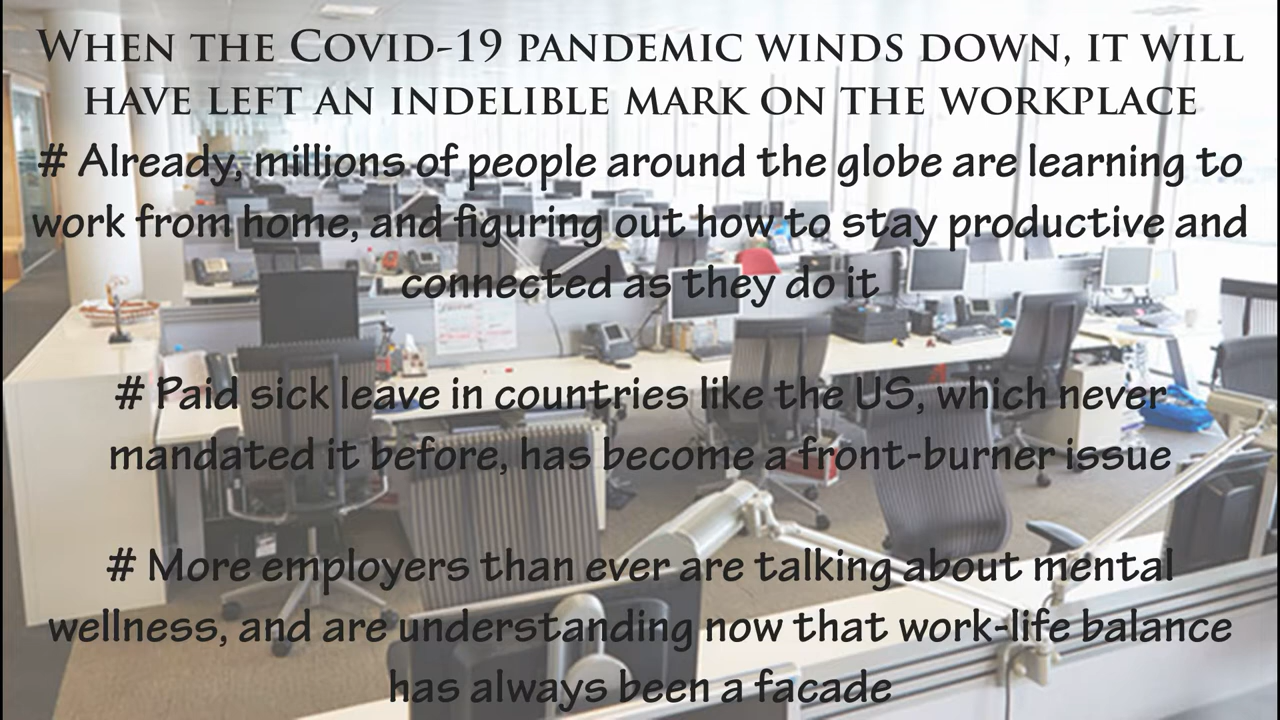 When the Covid-19 pandemic winds down, it will
have left an indelible mark on the workplace
# Already, millions of people around the globe are learning to
work from home, and figuring out how to stay productive and
connected as they do it
# Paid sick leave in countries like the US, which never
mandated it before, has become a front-burner issue
# More employers than ever are talking about mental
wellness, and are understanding now that work-life balance
has always been a facade